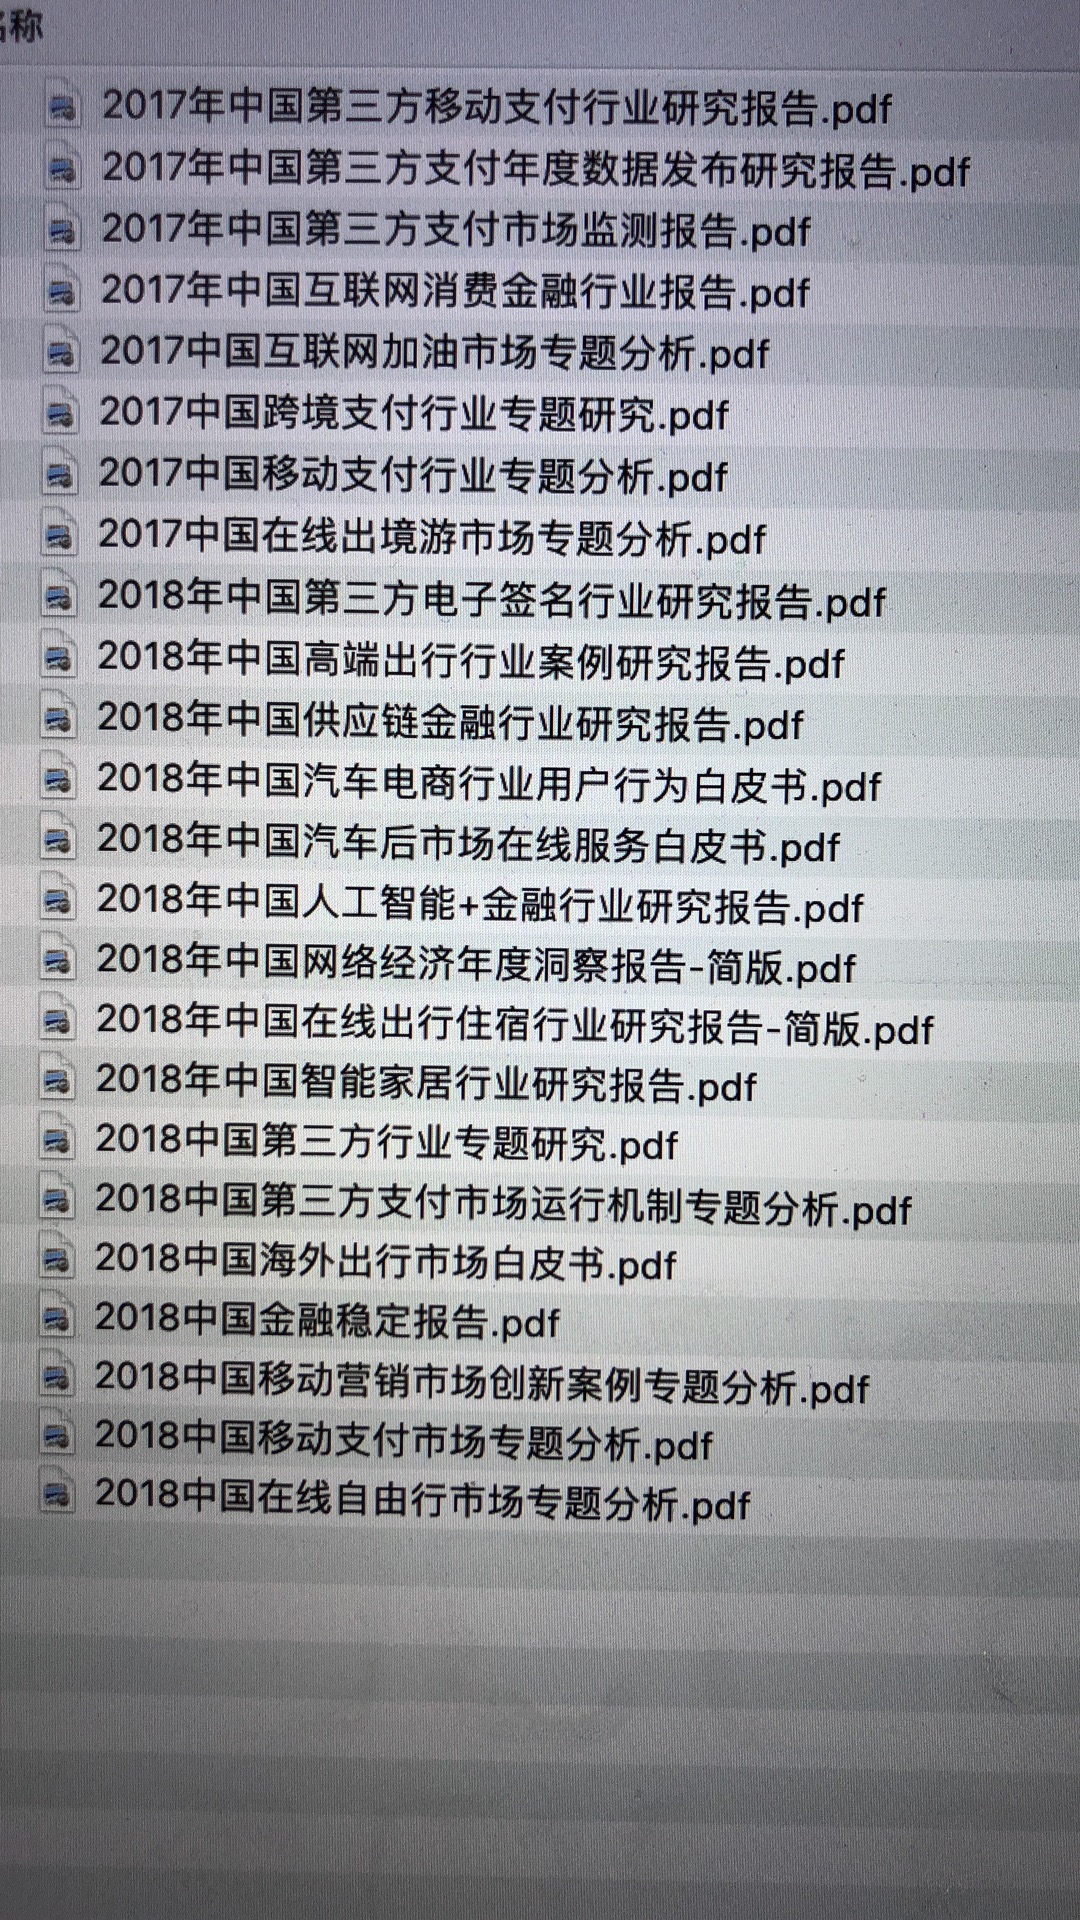 名称
2017年中国第三方移动支付行业研究报告.pdf
2017年中国第三方支付年度数据发布研究报告.pdf
2017年中国第三方支付市场监测报告.pdf
2017年中国互联网消费金融行业报告.pdf
2017中国互联网加油市场专题分析.pdf
2017中国跨境支付行业专题研究.pdf
2017中国移动支付行业专题分析.pdf
2017中国在线出境游市场专题分析.pdf
2018年中国第三方电子签名行业研究报告.pdf
2018年中国高端出行行业案例研究报告.pdf
2018年中国供应链金融行业研究报告.pdf
2018年中国汽车电商行业用户行为白皮书.pdf
2018年中国汽车后市场在线服务白皮书.pdf
2018年中国人工智能+金融行业研究报告.pdf
2018年中国网络经济年度洞察报告-简版.pdf
2018年中国在线出行住宿行业研究报告-简版.pdf
2018年中国智能家居行业研究报告.pdf
2018中国第三方行业专题研究.pdf
2018中国第三方支付市场运行机制专题分析.pdf
2018中国海外出行市场白皮书.pdf
2018中国金融稳定报告.pdf
2018中国移动营销市场创新案例专题分析.pdf
2018中国移动支付市场专题分析.pdf
2018中国在线自由行市场专题分析.pdf